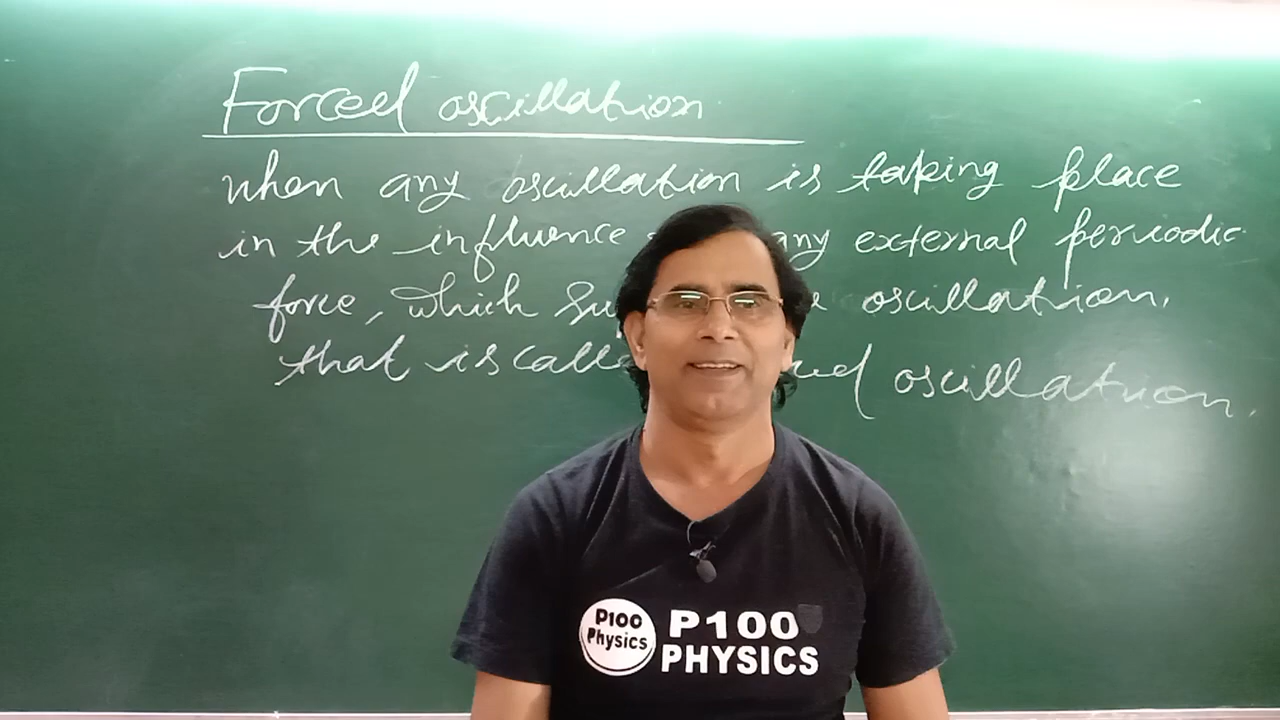 Forced oscillation
when any oscillation is taking place
in the influence any external periodic
force, which oscillation.
that is oscillation.
P100
Physics
P100
PHYSICS